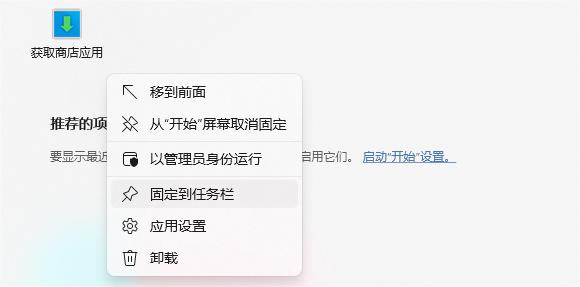 获取商店应用
移到前面
推荐的项
从“开始”屏幕取消固定
要显示最近
以管理员身份运行
启用它们。 启动“开始”设置。
固定到任务栏
应用设置
卸载